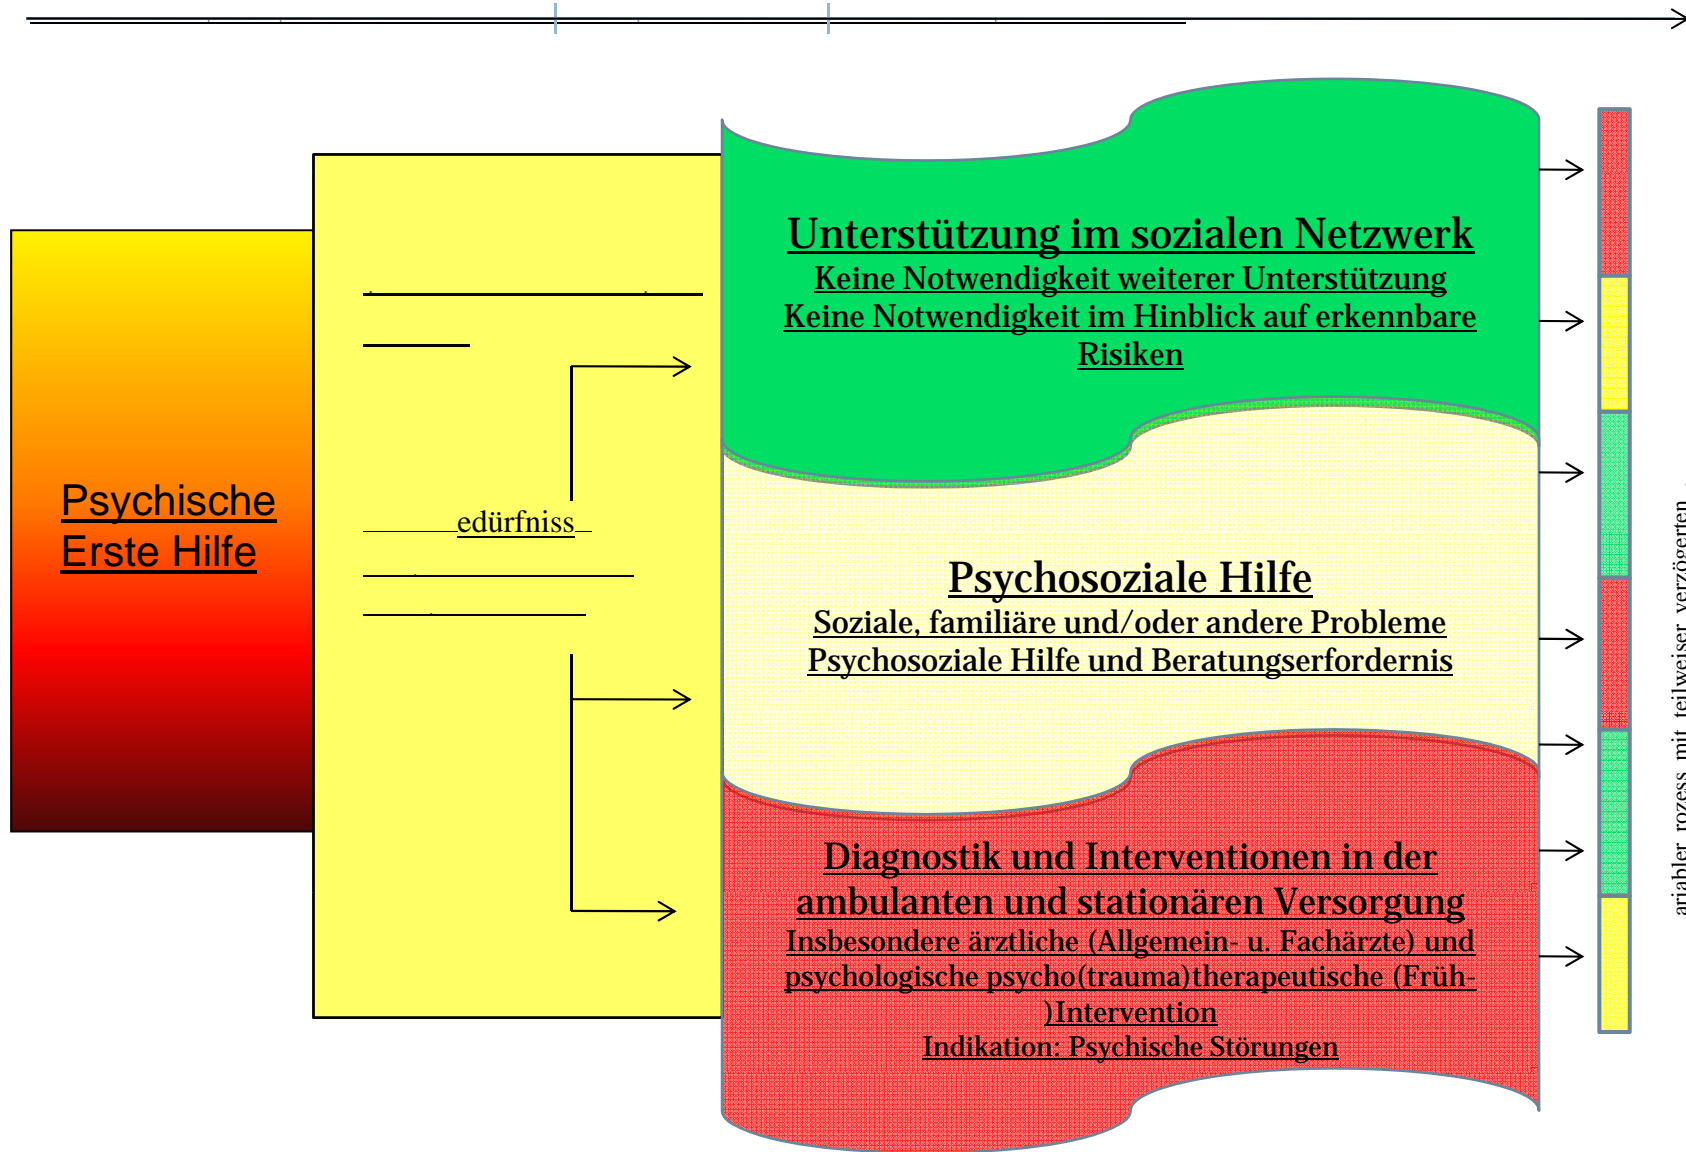 Psychische
Erste Hilfe
edürfniss
Unterstützung im sozialen Netzwerk
Keine Notwendigkeit weiterer Unterstützung
Keine Notwendigkeit im Hinblick auf erkennbare
Risiken
Psychosoziale Hilfe
Soziale, familiäre und/oder andere Probleme
Psychosoziale Hilfe und Beratungserfordernis
Diagnostik und Interventionen in der
ambulanten und stationären Versorgung
Insbesondere ärztliche (Allgemein- u. Fachärzte) und
psychologische psycho(trauma)therapeutische (Früh-
)Intervention
Indikation: Psychische Störungen
ariabler rozess mit teilweiser verzögerten